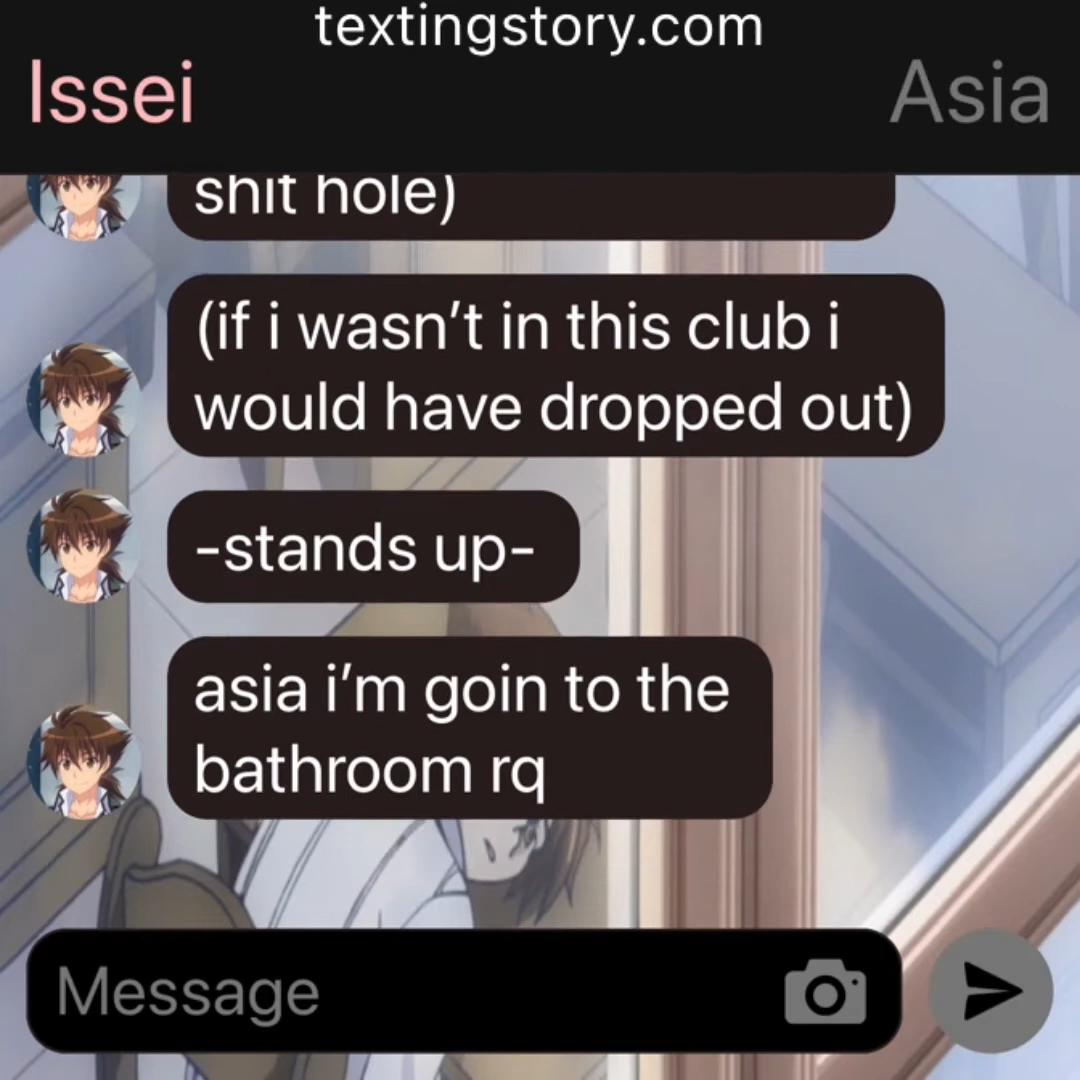 textingstory.com
Issei
Asia
shit hole)
(if i wasn’t in this club i
would have dropped out)
-stands up-
asia i’m goin to the
bathroom rq
Message